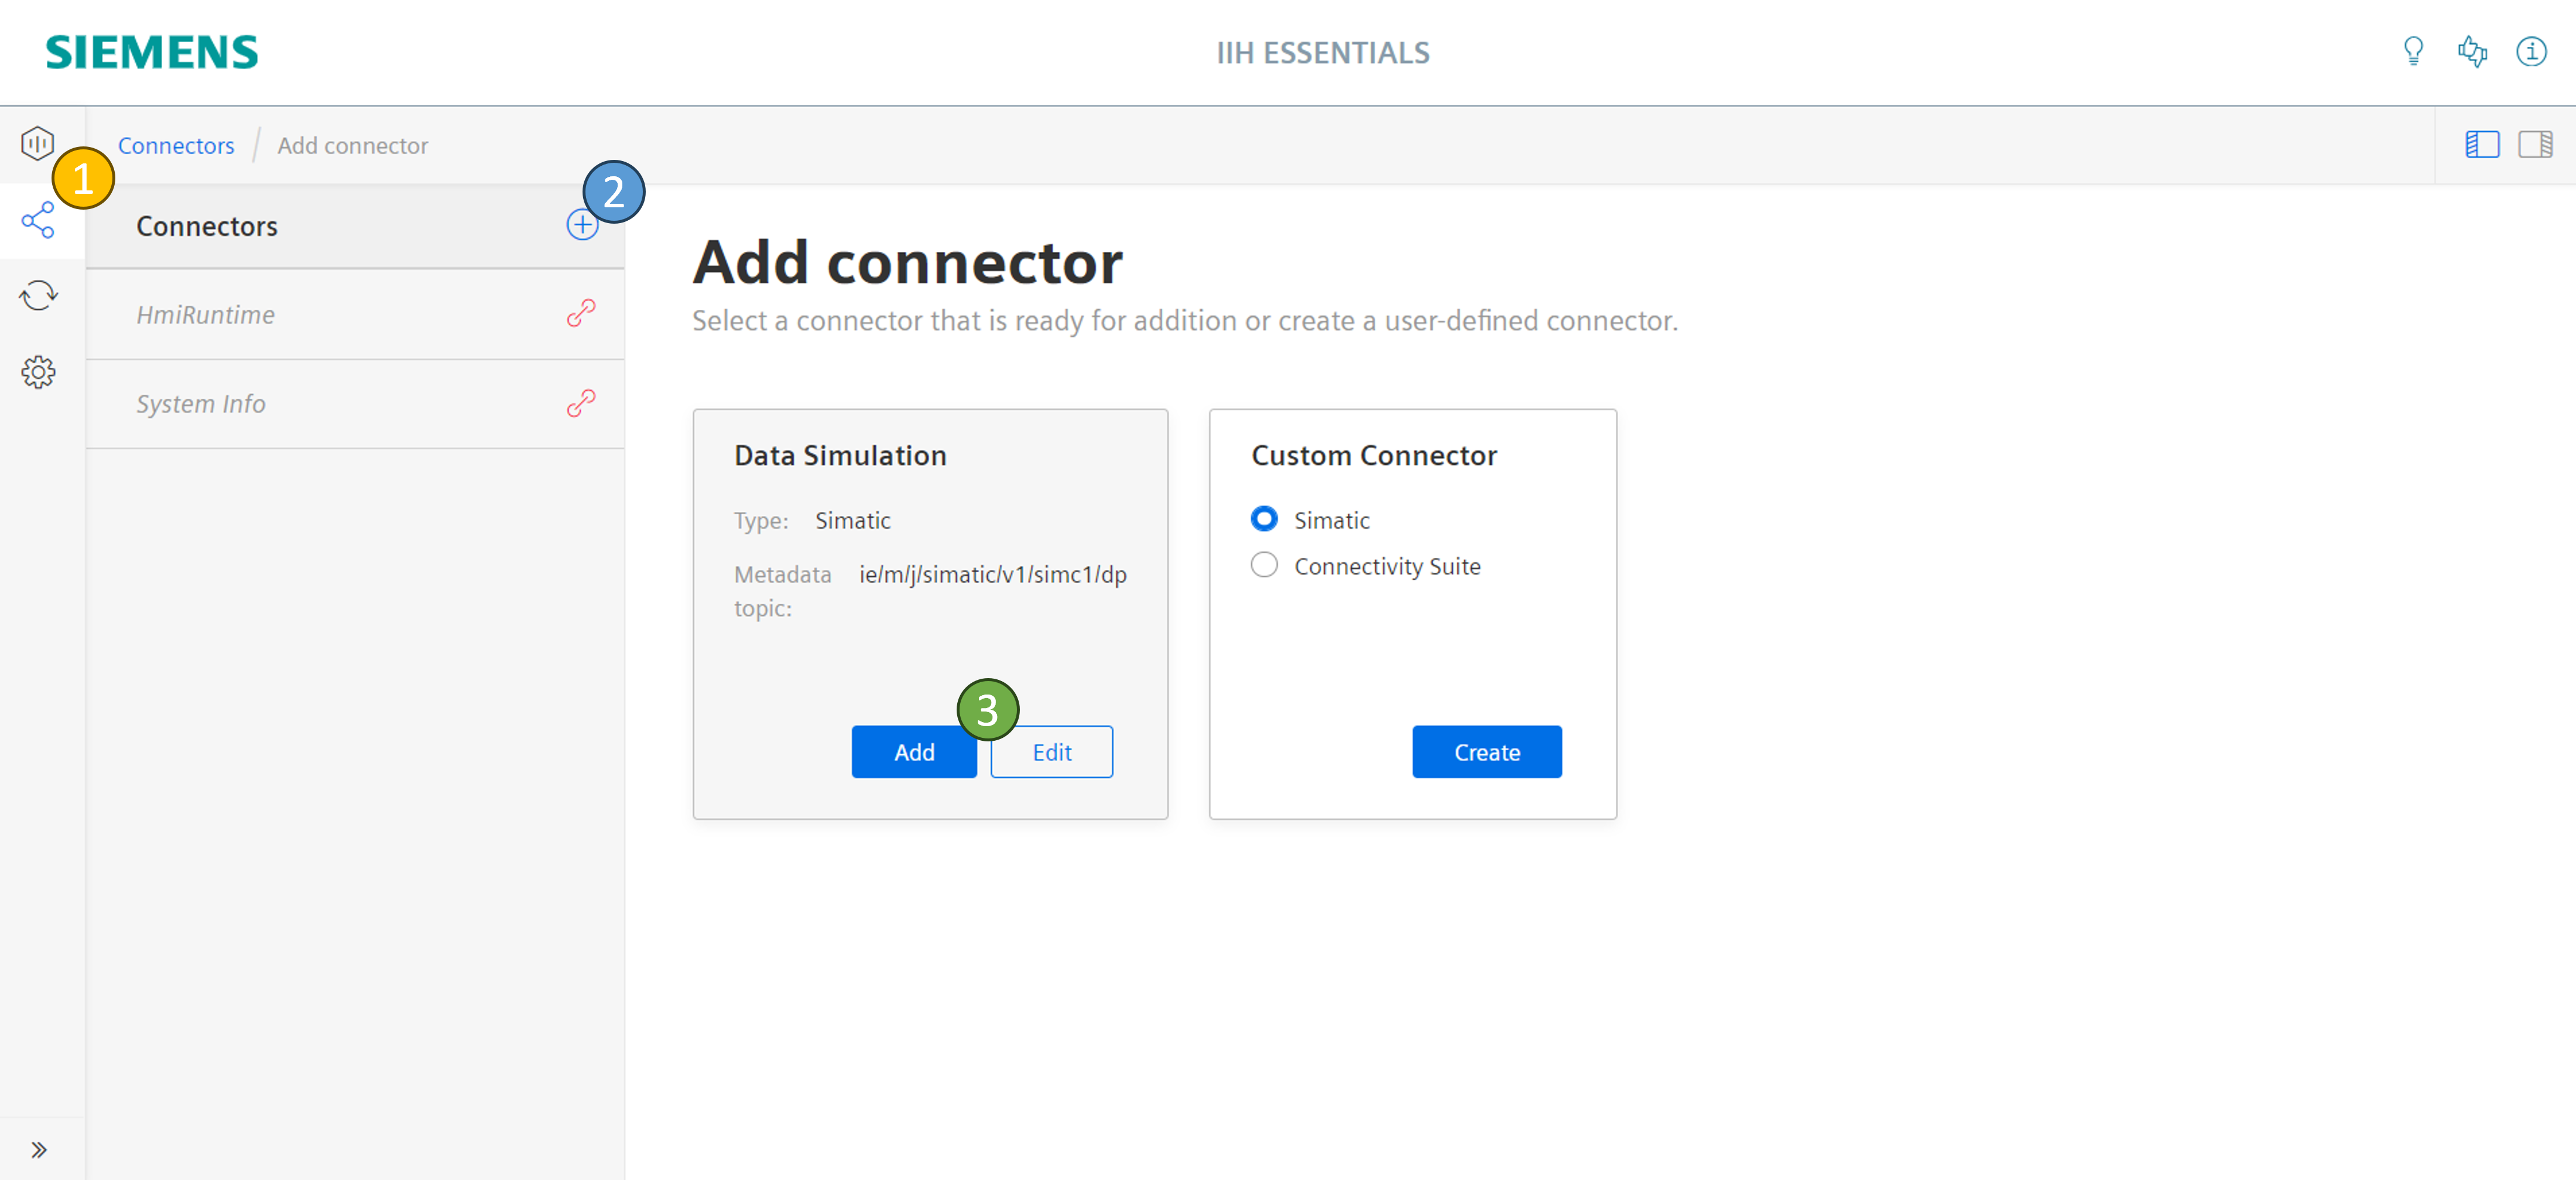 SIEMENS
IIH ESSENTIALS
1
Connectors / Add connector
2
Connectors
HmiRuntime
System Info
Add connector
Select a connector that is ready for addition or create a user-defined connector.
Data Simulation
Type: Simatic
Metadata topic: ie/m/j/simatic/v1/simc1/dp
3
Add
Edit
Custom Connector
Simatic
Connectivity Suite
Create